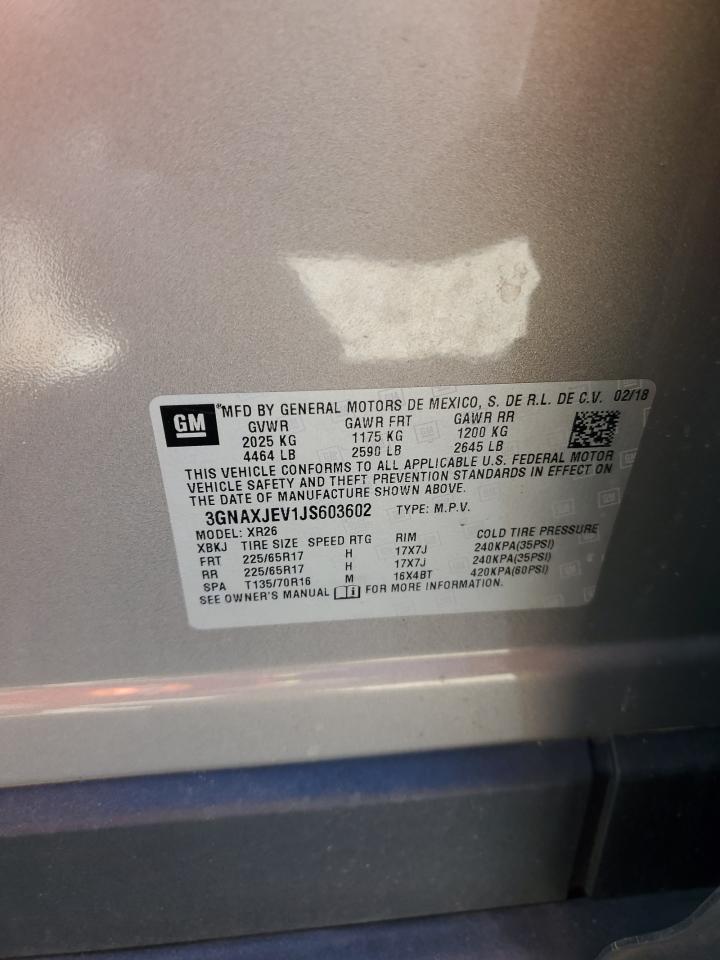 GM
MFD BY GENERAL MOTORS DE MEXICO, S. DE R.L. DE C.V. 02/18
GVWR GAWR FRT GAWR RR
2025 KG 1175 KG 1200 KG
4464 LB 2590 LB 2645 LB
THIS VEHICLE CONFORMS TO ALL APPLICABLE U.S. FEDERAL MOTOR
VEHICLE SAFETY AND THEFT PREVENTION STANDARDS IN EFFECT ON
THE DATE OF MANUFACTURE SHOWN ABOVE.
3GNAXJEV1JS603602 TYPE: M.P.V.
MODEL: XR26
XBKJ TIRE SIZE SPEED RTG RIM COLD TIRE PRESSURE
FRT 225/65R17 H 17X7J 240KPA(35PSI)
RR 225/65R17 H 17X7J 240KPA(35PSI)
SPA T135/70R16 M 16X4BT 420KPA(60PSI)
SEE OWNER'S MANUAL FOR MORE INFORMATION.